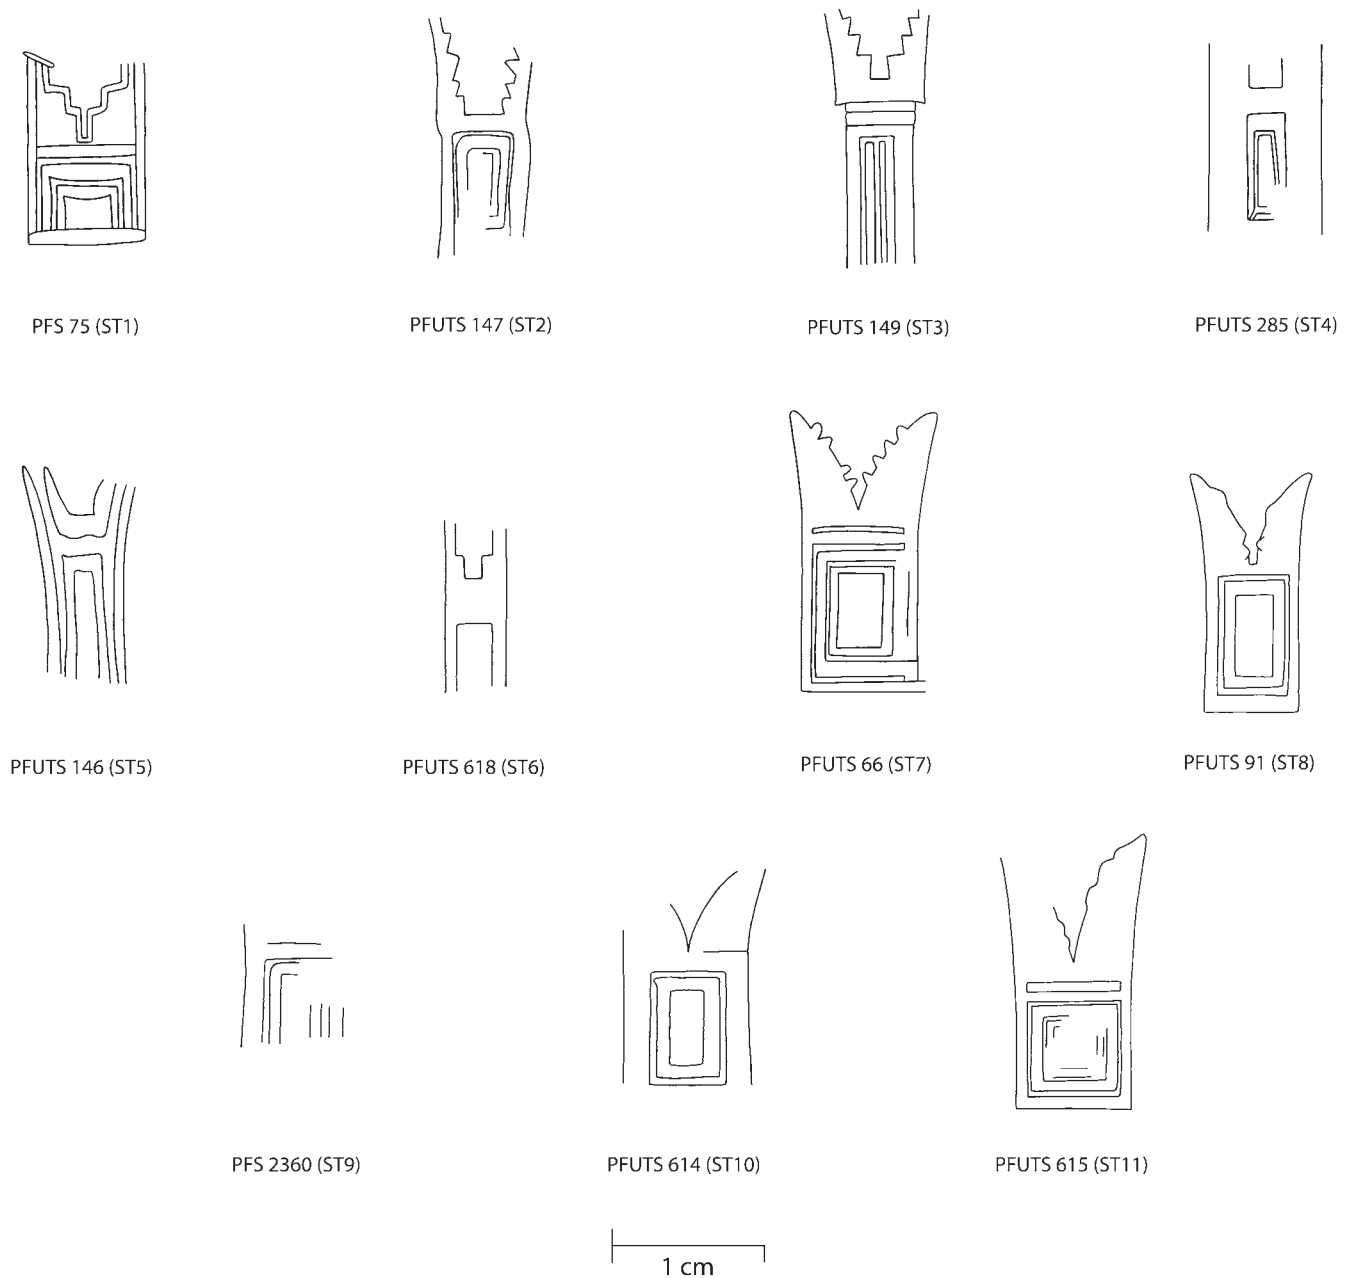 PFS 75 (ST1)
PFUTS 147 (ST2)
PFUTS 149 (ST3)
PFUTS 285 (ST4)
PFUTS 146 (ST5)
PFUTS 618 (ST6)
PFUTS 66 (ST7)
PFUTS 91 (ST8)
PFS 2360 (ST9)
PFUTS 614 (ST10)
PFUTS 615 (ST11)
1 cm